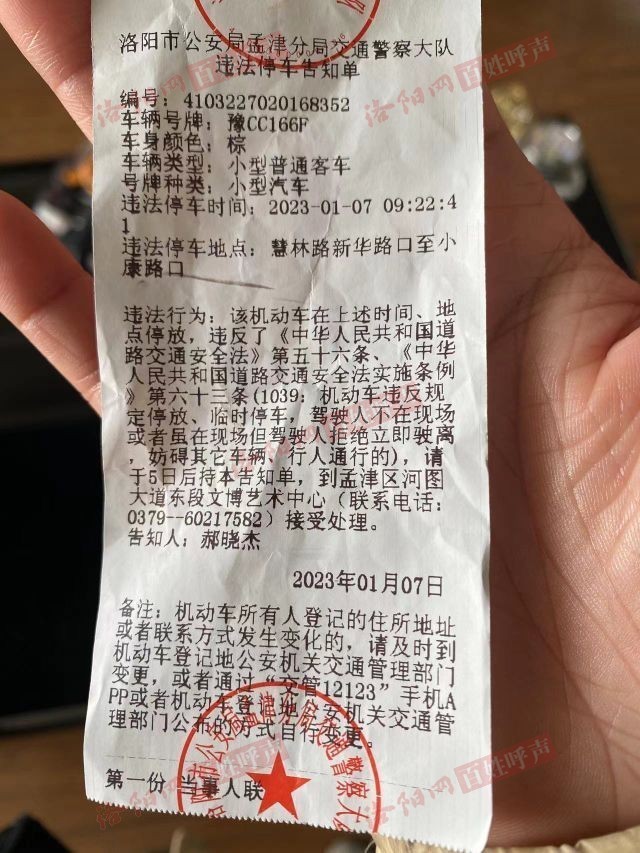 洛阳市公安局孟津分局交通警察大队
违法停车告知单
洛阳网 百姓呼声
编号: 4103227020168352
车辆号牌: 豫CC166F
车身颜色: 棕
车辆类型: 小型普通客车
号牌种类: 小型汽车
违法停车时间: 2023-01-07 09:22:4
1
违法停车地点: 慧林路新华路口至小
康路口
违法行为: 该机动车在上述时间、地
点停放, 违反了《中华人民共和国道
路交通安全法》第五十六条、《中华
人民共和国道路交通安全法实施条例
》第六十三条(1039: 机动车违反规
定停放、临时停车, 驾驶人不在现场
或者虽在现场但驾驶人拒绝立即驶离
, 妨碍其它车辆、行人通行的), 请
于5日后持本告知单, 到孟津区河图
大道东段文博艺术中心 (联系电话:
0379--60217582) 接受处理。
告知人: 郝晓杰
2023年01月07日
备注: 机动车所有人登记的住所地址
或者联系方式发生变化的, 请及时到
机动车登记地公安机关交通管理部门
变更, 或者通过“交管12123”手机A
PP或者机动车登记地公安机关交通管
理部门公布的方式自行变更。
第一份 当事人联
洛阳网 百姓呼声